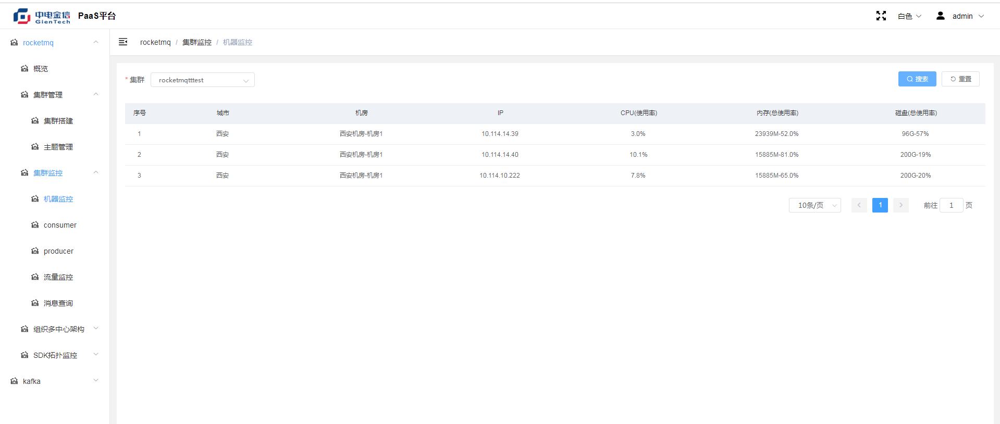 中电金信 GienTech PaaS平台 白色 admin
rocketmq
概览
集群管理
集群搭建
主题管理
集群监控
机器监控
consumer
producer
流量监控
消息查询
组织多中心架构
SDK拓扑监控
kafka
rocketmq / 集群监控 / 机器监控
* 集群 rocketmqtttest 搜索 重置
序号 城市 机房 IP CPU(使用率) 内存(总使用率) 磁盘(总使用率)
1 西安 西安机房-机房1 10.114.14.39 3.0% 23939M-52.0% 96G-57%
2 西安 西安机房-机房1 10.114.14.40 10.1% 15885M-81.0% 200G-19%
3 西安 西安机房-机房1 10.114.10.222 7.8% 15885M-65.0% 200G-20%
10条/页 1 前往 1 页